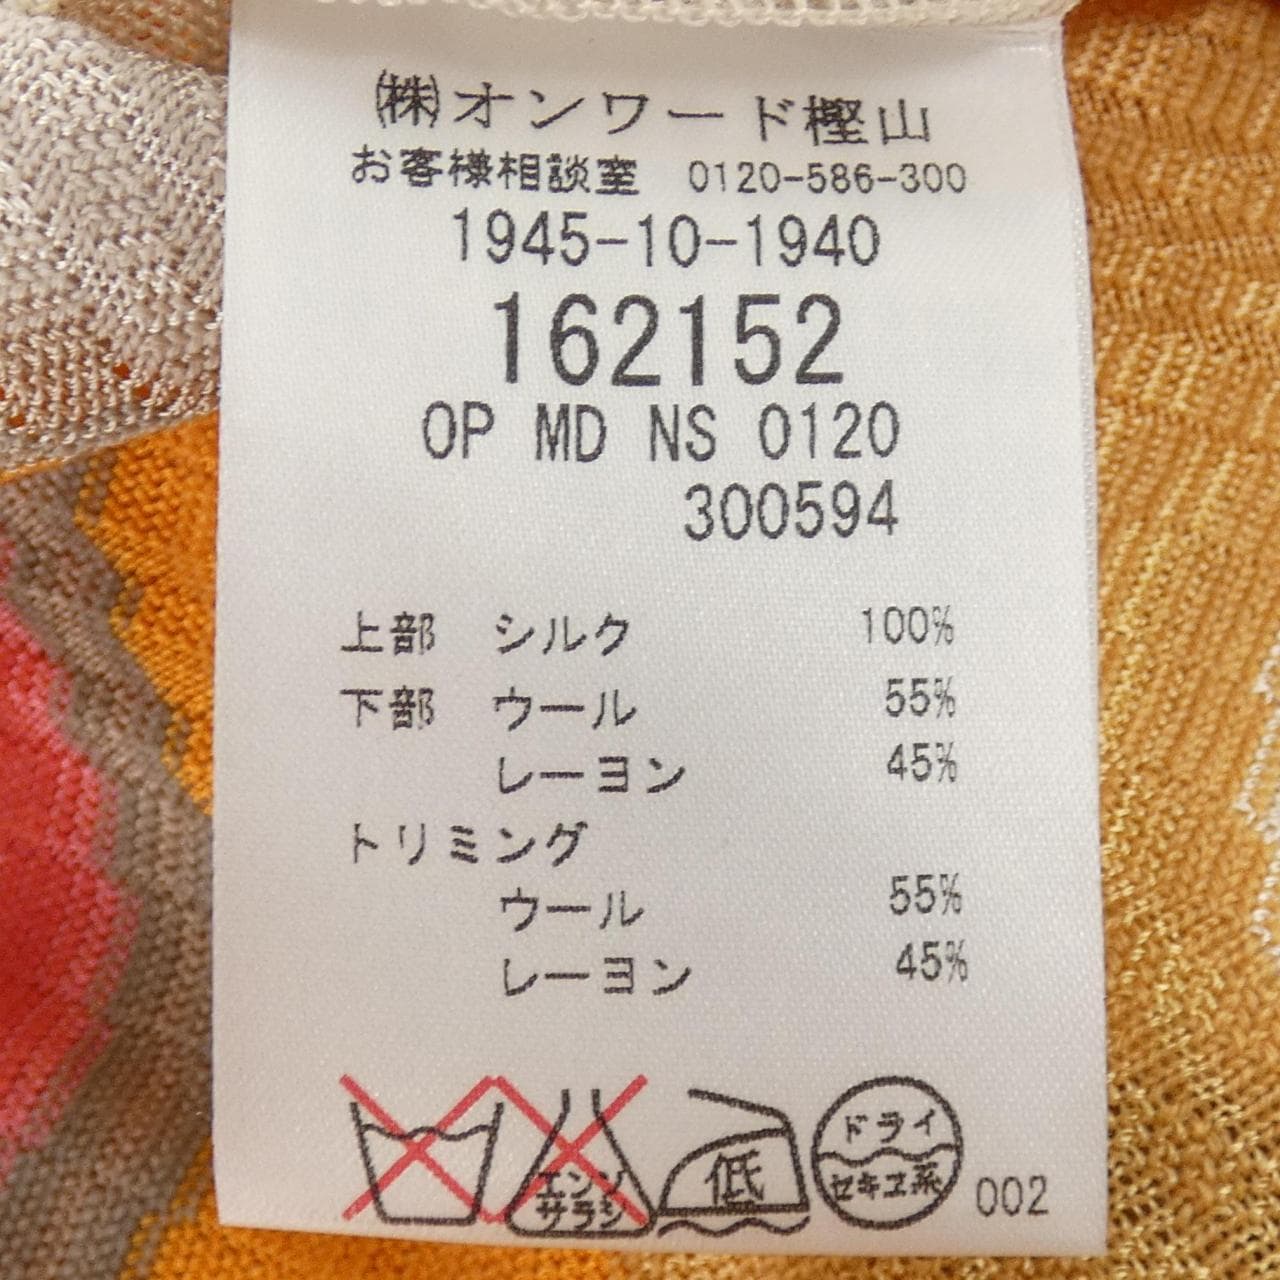 ㈱オンワード樫山
お客様相談室 0120-586-300
1945-10-1940
162152
OP MD NS 0120
300594
上部 シルク 100%
下部 ウール 55%
レーヨン 45%
トリミング
ウール 55%
レーヨン 45%
エンソ
サラシ
低
ドライ
セキユ系
002